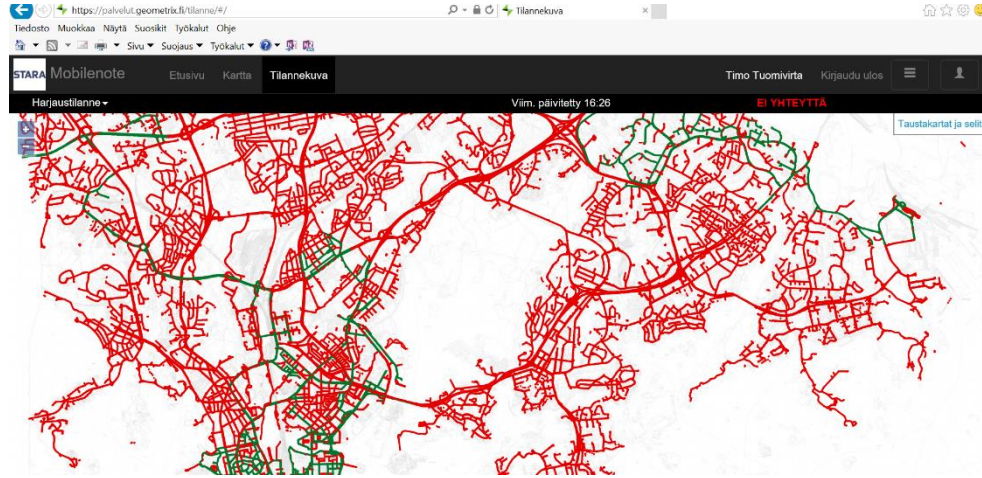 https://palvelut.geometrix.fi/tilanne/#/ Tilannekuva
Tiedosto Muokkaa Näytä Suosikit Työkalut Ohje
Sivu Suojaus Työkalut
STARA Mobilenote Etusivu Kartta Tilannekuva Timo Tuomivirta Kirjaudu ulos
Harjaustilanne Viim. päivitetty 16:26 EI YHTEYTTÄ
Taustakartat ja selit